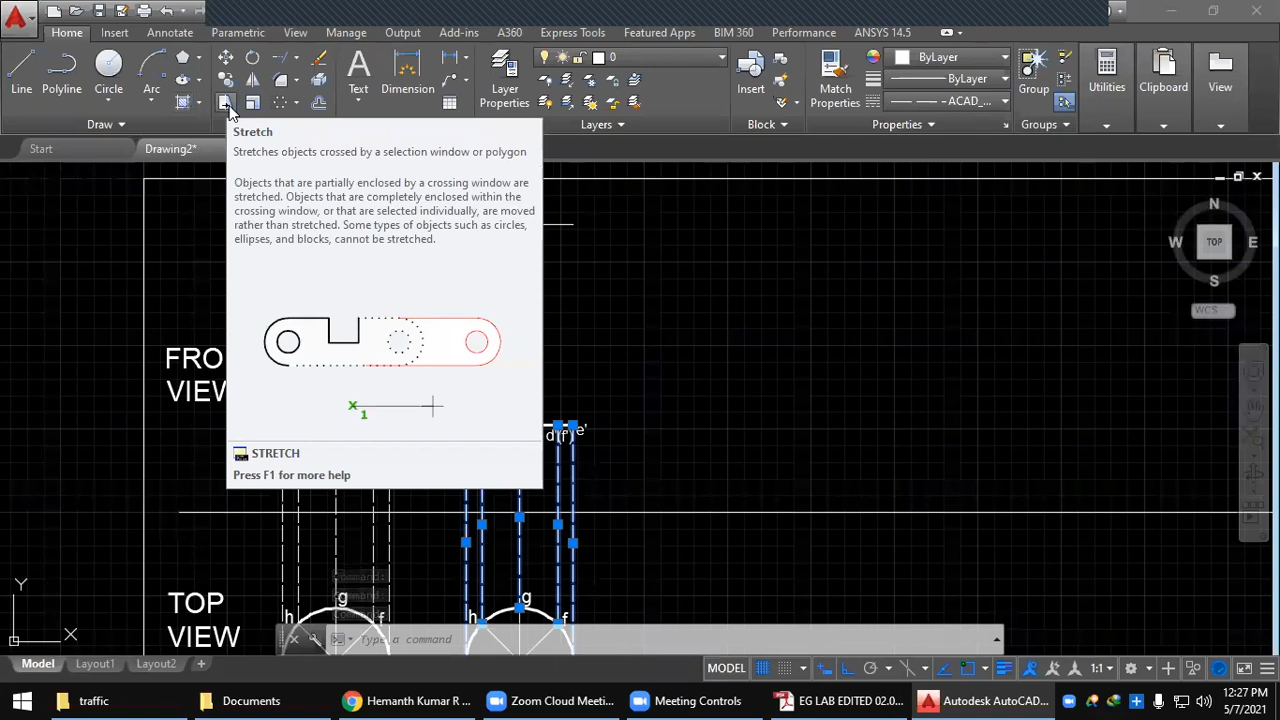 Home Insert Annotate Parametric View Manage Output Add-ins A360 Express Tools Featured Apps BIM 360 Performance ANSYS 14.5
Line Polyline Circle Arc Text Dimension Layer Properties Insert Match Properties Group Utilities Clipboard View
0
ByLayer
ByLayer
ACAD_...
Draw Layers Block Properties Groups
Start Drawing2*
Stretch
Stretches objects crossed by a selection window or polygon
Objects that are partially enclosed by a crossing window are
stretched. Objects that are completely enclosed within the
crossing window, or that are selected individually, are moved
rather than stretched. Some types of objects such as circles,
ellipses, and blocks, cannot be stretched.
1
STRETCH
Press F1 for more help
N
W TOP E
S
WCS
FRO
VIEW
d (f') e'
Command:
Command:
Command:
TOP
VIEW
h g f
h g f
Y
X
Type a command
Model Layout1 Layout2 +
MODEL 1:1
traffic Documents Hemanth Kumar R ... Zoom Cloud Meeti... Meeting Controls EG LAB EDITED 02.0... Autodesk AutoCAD...
12:27 PM
5/7/2021